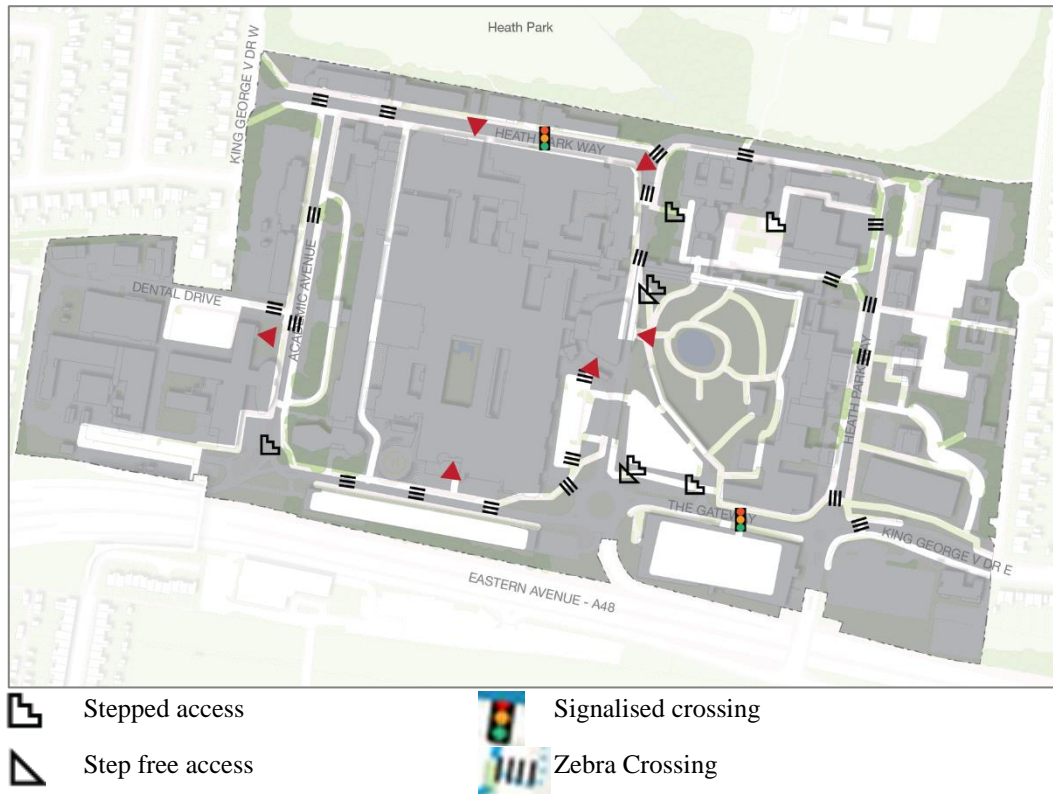 Heath Park
KING GEORGE V DR W
HEATH PARK WAY
DENTAL DRIVE
ACADEMIC AVENUE
HEATH PARK WAY
THE GATEWAY
KING GEORGE V DR E
EASTERN AVENUE - A48
Stepped access
Signalised crossing
Step free access
Zebra Crossing